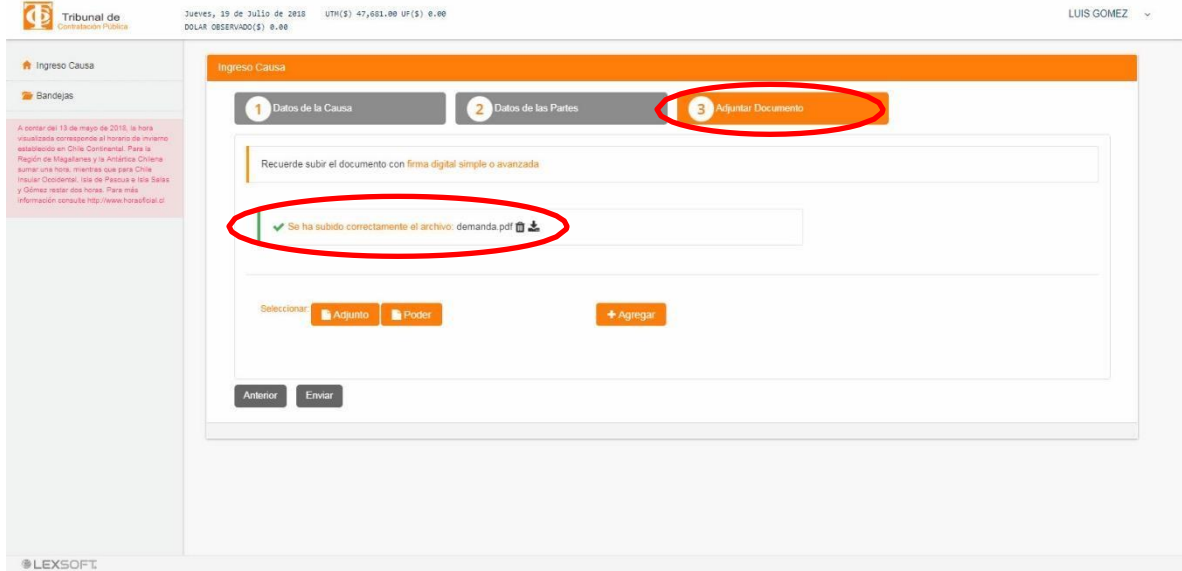 Tribunal de
Contratación Pública
Jueves, 19 de Julio de 2018 UTM($) 47,681.00 UF($) 0.00
DOLAR OBSERVADO($) 0.00
LUIS GOMEZ
Ingreso Causa
Bandejas
A contar del 13 de mayo de 2018, la hora
visualizada corresponde al horario de invierno
establecido en Chile Continental. Para la
Región de Magallanes y la Antártica Chilena
sumar una hora, mientras que para Chile
Insular Occidental, Isla de Pascua e Isla Salas
y Gómez restar dos horas. Para más
información consulte http://www.horaoficial.cl
Ingreso Causa
1 Datos de la Causa
2 Datos de las Partes
3 Adjuntar Documento
Recuerde subir el documento con firma digital simple o avanzada
Se ha subido correctamente el archivo: demanda.pdf
Seleccionar: Adjunto Poder + Agregar
Anterior Enviar
LEXSOFT